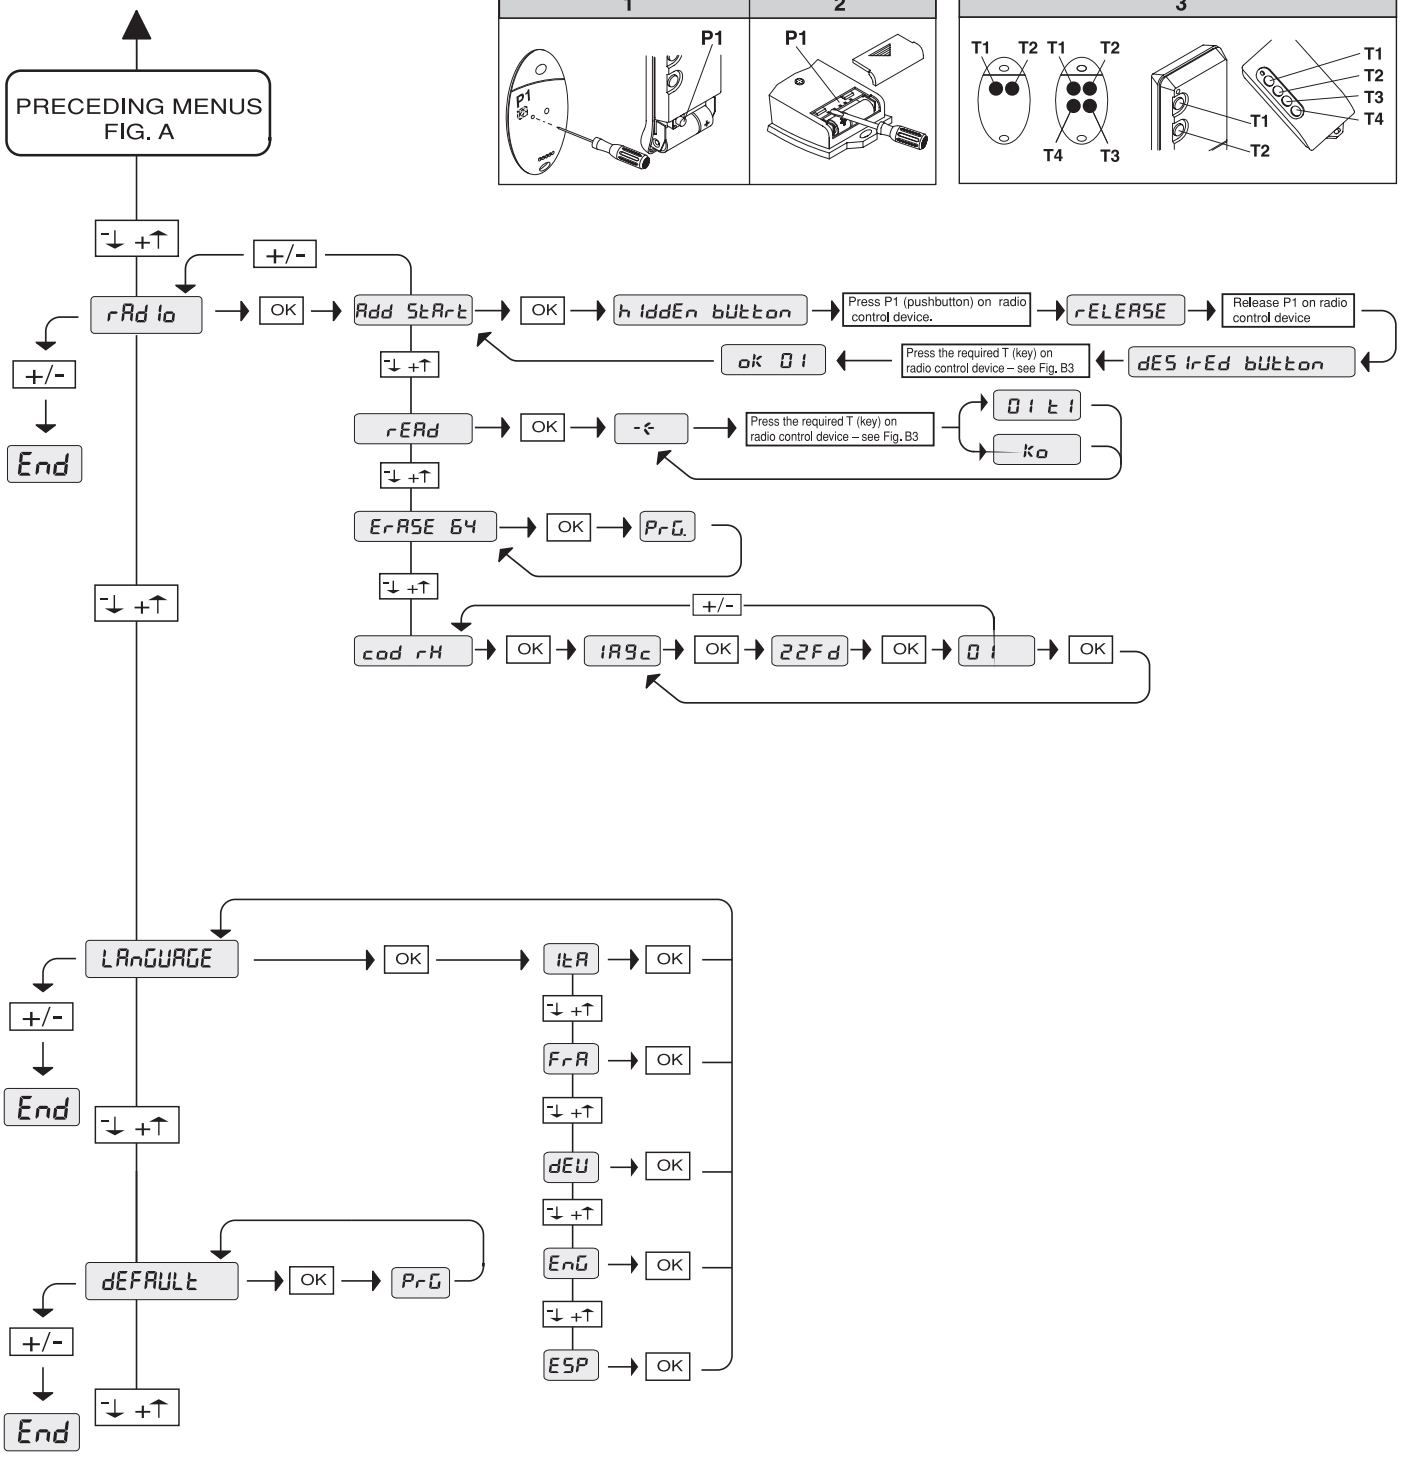 1
2
3
P1
P1
P1
T1
T2
T1
T2
T4
T3
T1
T2
T1
T2
T3
T4
PRECEDING MENUS
FIG. A
- +
+/-
rAdIo
OK
Add StArt
OK
hIddEn bUtton
Press P1 (pushbutton) on radio
control device.
rELEASE
Release P1 on radio
control device
dESIrEd bUtton
Press the required T (key) on
radio control device – see Fig. B3
oK 01
+/-
End
- +
rEAd
OK
-
Press the required T (key) on
radio control device – see Fig. B3
01 t1
Ko
- +
ErASE 64
OK
PrG.
- +
- +
+/-
cod rH
OK
1A9c
OK
22Fd
OK
01
OK
LAnGUAGE
OK
ItA
OK
- +
FrA
OK
- +
dEU
OK
- +
EnG
OK
- +
ESP
OK
+/-
End
- +
dEFAULt
OK
PrG
+/-
End
- +